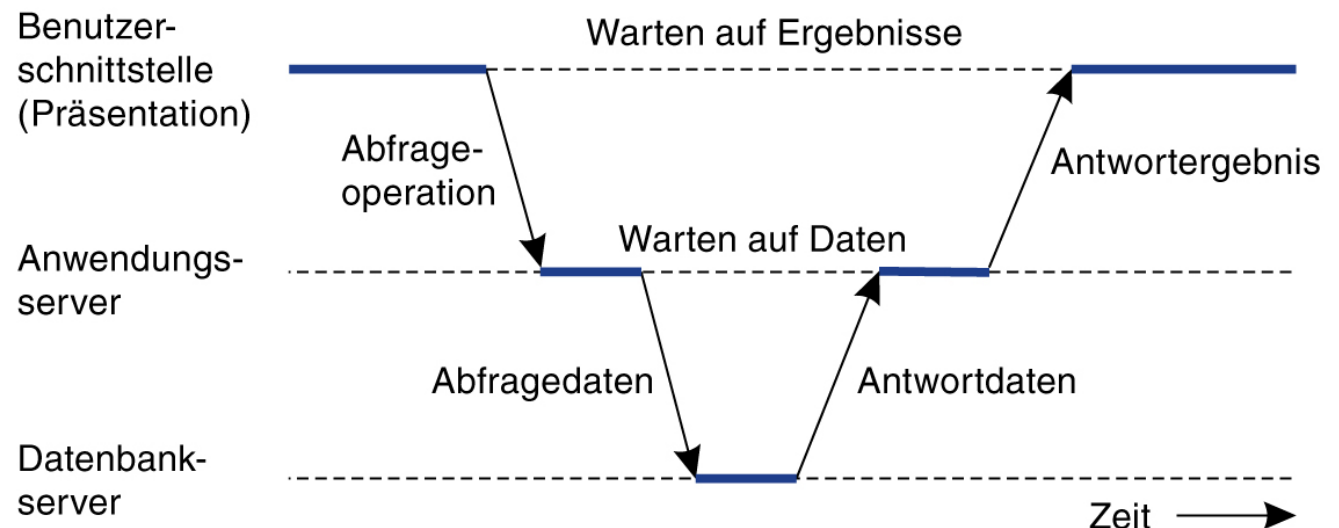 Benutzer-
schnittstelle
(Präsentation)
Warten auf Ergebnisse
Abfrage-
operation
Antwortergebnis
Anwendungs-
server
Warten auf Daten
Abfragedaten
Antwortdaten
Datenbank-
server
Zeit